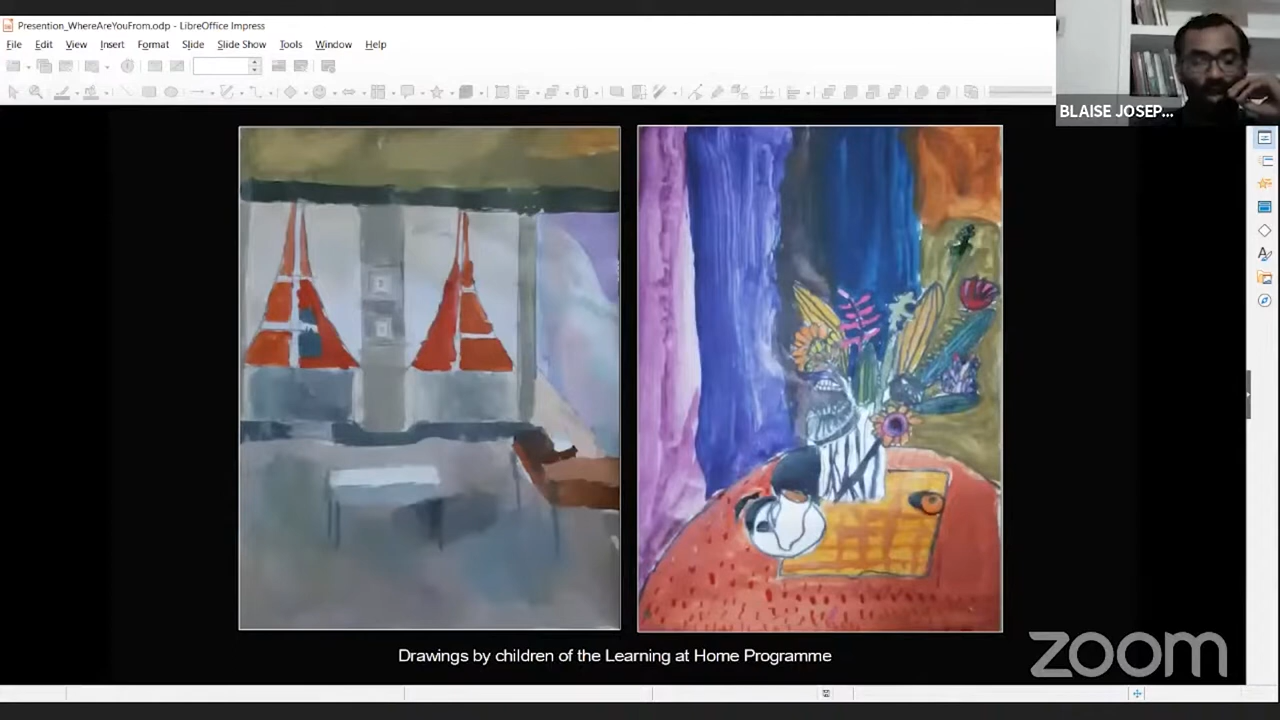 Presention_WhereAreYouFrom.odp - LibreOffice Impress
File Edit View Insert Format Slide Slide Show Tools Window Help
BLAISE JOSEP...
Drawings by children of the Learning at Home Programme
zoom